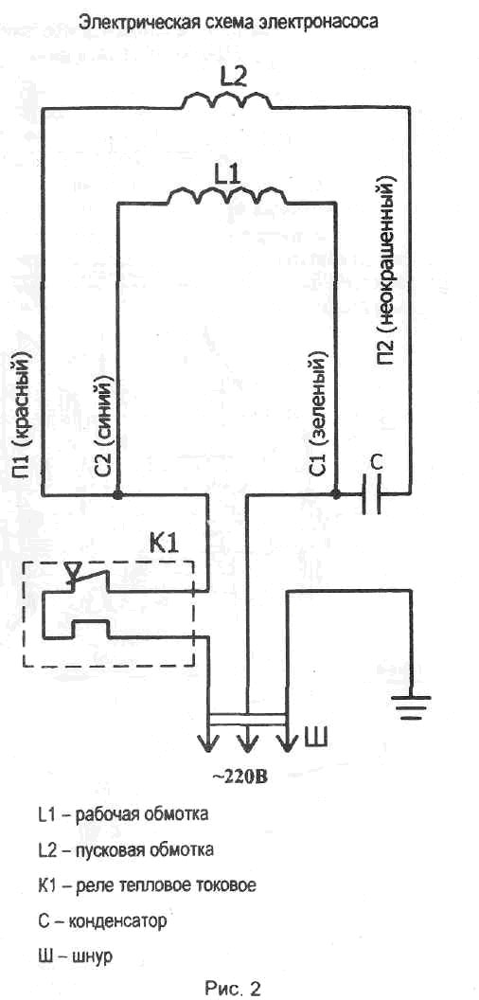 Электрическая схема электронасоса
L2
L1
П1 (красный)
С2 (синий)
С1 (зеленый)
П2 (неокрашенный)
С
К1
Ш
~220В
L1 – рабочая обмотка
L2 – пусковая обмотка
К1 – реле тепловое токовое
С – конденсатор
Ш – шнур
Рис. 2